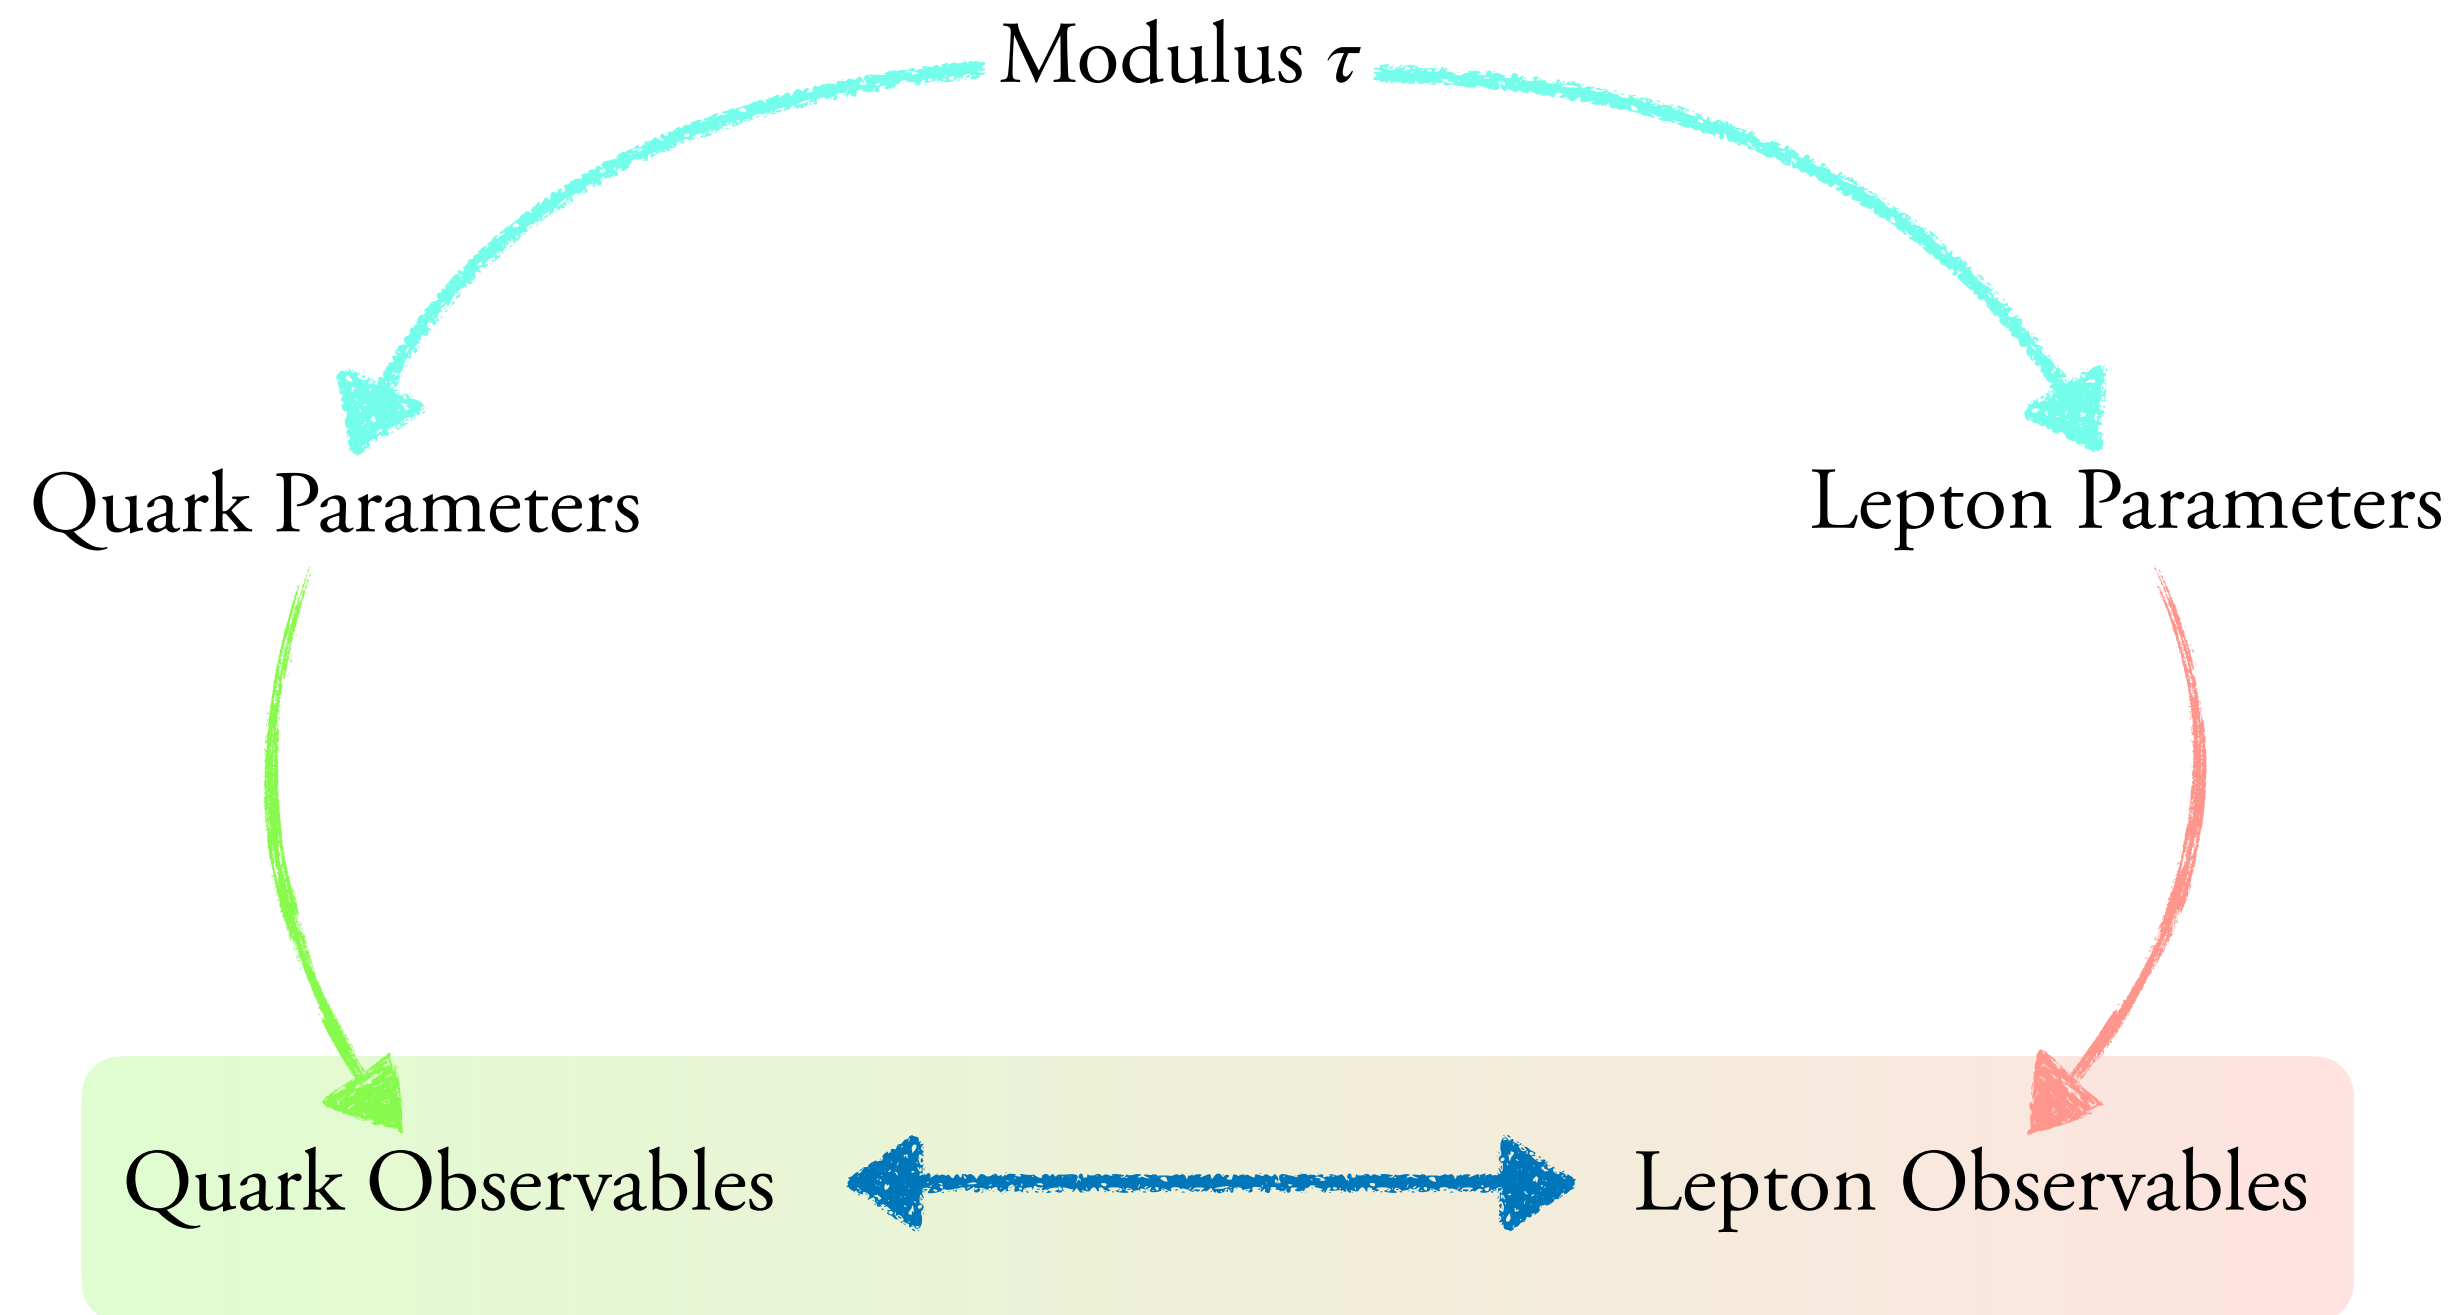 Modulus τ
Quark Parameters
Lepton Parameters
Quark Observables
Lepton Observables